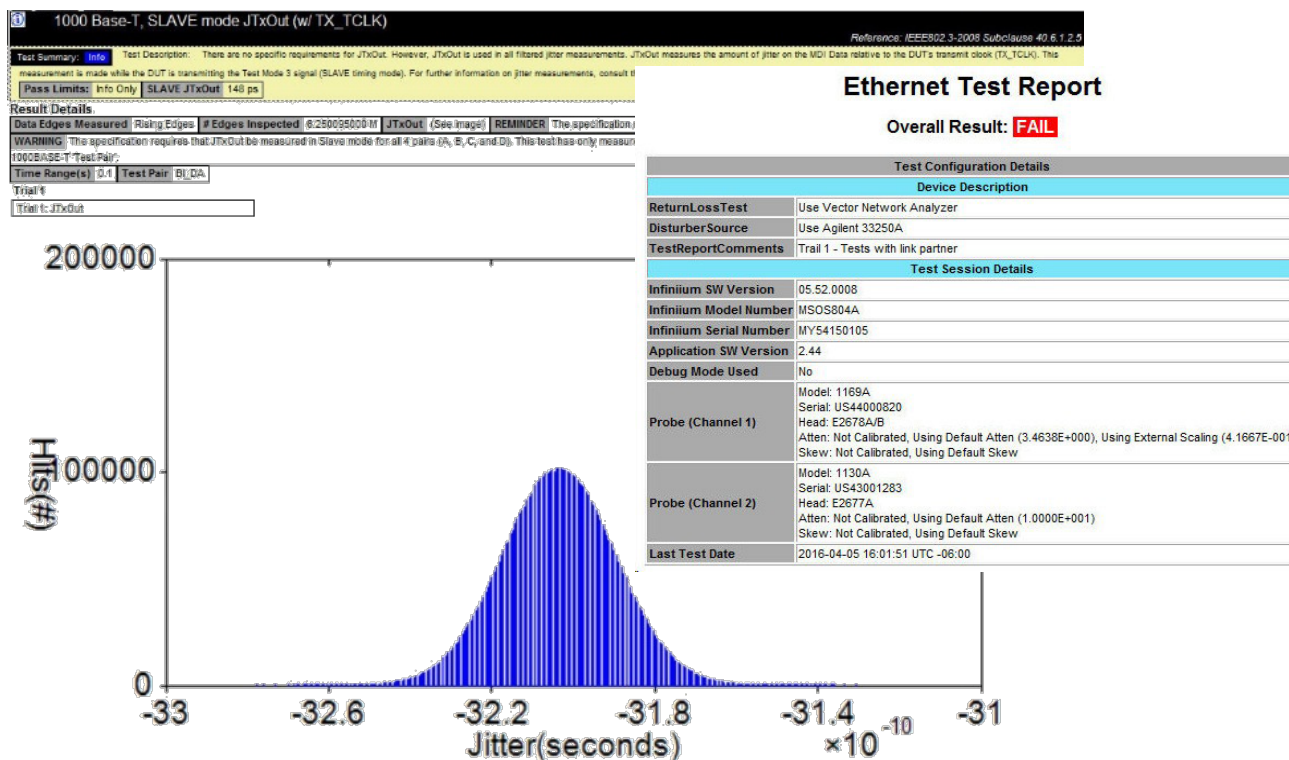 1000 Base-T, SLAVE mode JTxOut (w/ TX_TCLK)
Reference: IEEE802.3-2008 Subclause 40.6.1.2.5
Test Summary: Info Test Description: There are no specific requirements for JTxOut. However, JTxOut is used in all filtered jitter measurements. JTxOut measures the amount of jitter on the MDI Data relative to the DUT's transmit clock (TX_TCLK). This
measurement is made while the DUT is transmitting the Test Mode 3 signal (SLAVE timing mode). For further information on jitter measurements, consult t
Pass Limits: Info Only SLAVE JTxOut 148 ps
Result Details
Data Edges Measured Rising Edges # Edges Inspected 6.250095000 M JTxOut (See image) REMINDER The specification
WARNING The specification requires that JTxOut be measured in Slave mode for all 4 pairs (A, B, C, and D). This test has only measur
1000BASE-T Test Pair:
Time Range(s) 0.1 Test Pair BI_DA
Trial 1
Trial 1: JTxOut
Ethernet Test Report
Overall Result: FAIL
Test Configuration Details
Device Description
ReturnLossTest Use Vector Network Analyzer
DisturberSource Use Agilent 33250A
TestReportComments Trail 1 - Tests with link partner
Test Session Details
Infiniium SW Version 05.52.0008
Infiniium Model Number MSOS804A
Infiniium Serial Number MY54150105
Application SW Version 2.44
Debug Mode Used No
Probe (Channel 1) Model: 1169A
Serial: US44000820
Head: E2678A/B
Atten: Not Calibrated, Using Default Atten (3.4638E+000), Using External Scaling (4.1667E-001
Skew: Not Calibrated, Using Default Skew
Probe (Channel 2) Model: 1130A
Serial: US43001283
Head: E2677A
Atten: Not Calibrated, Using Default Atten (1.0000E+001)
Skew: Not Calibrated, Using Default Skew
Last Test Date 2016-04-05 16:01:51 UTC -06:00
200000
00000
0
Hits(#)
-33 -32.6 -32.2 -31.8 -31.4 -31
Jitter(seconds) ×10 -10